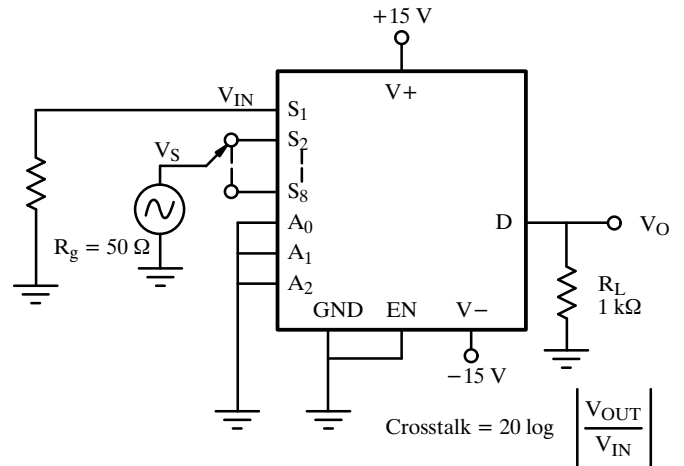 +15 V
V+
V_IN
S_1
V_S
S_2
S_8
R_g = 50 Ω
A_0
A_1
A_2
D
V_O
R_L
1 kΩ
GND EN V−
−15 V
Crosstalk = 20 log | V_OUT / V_IN |